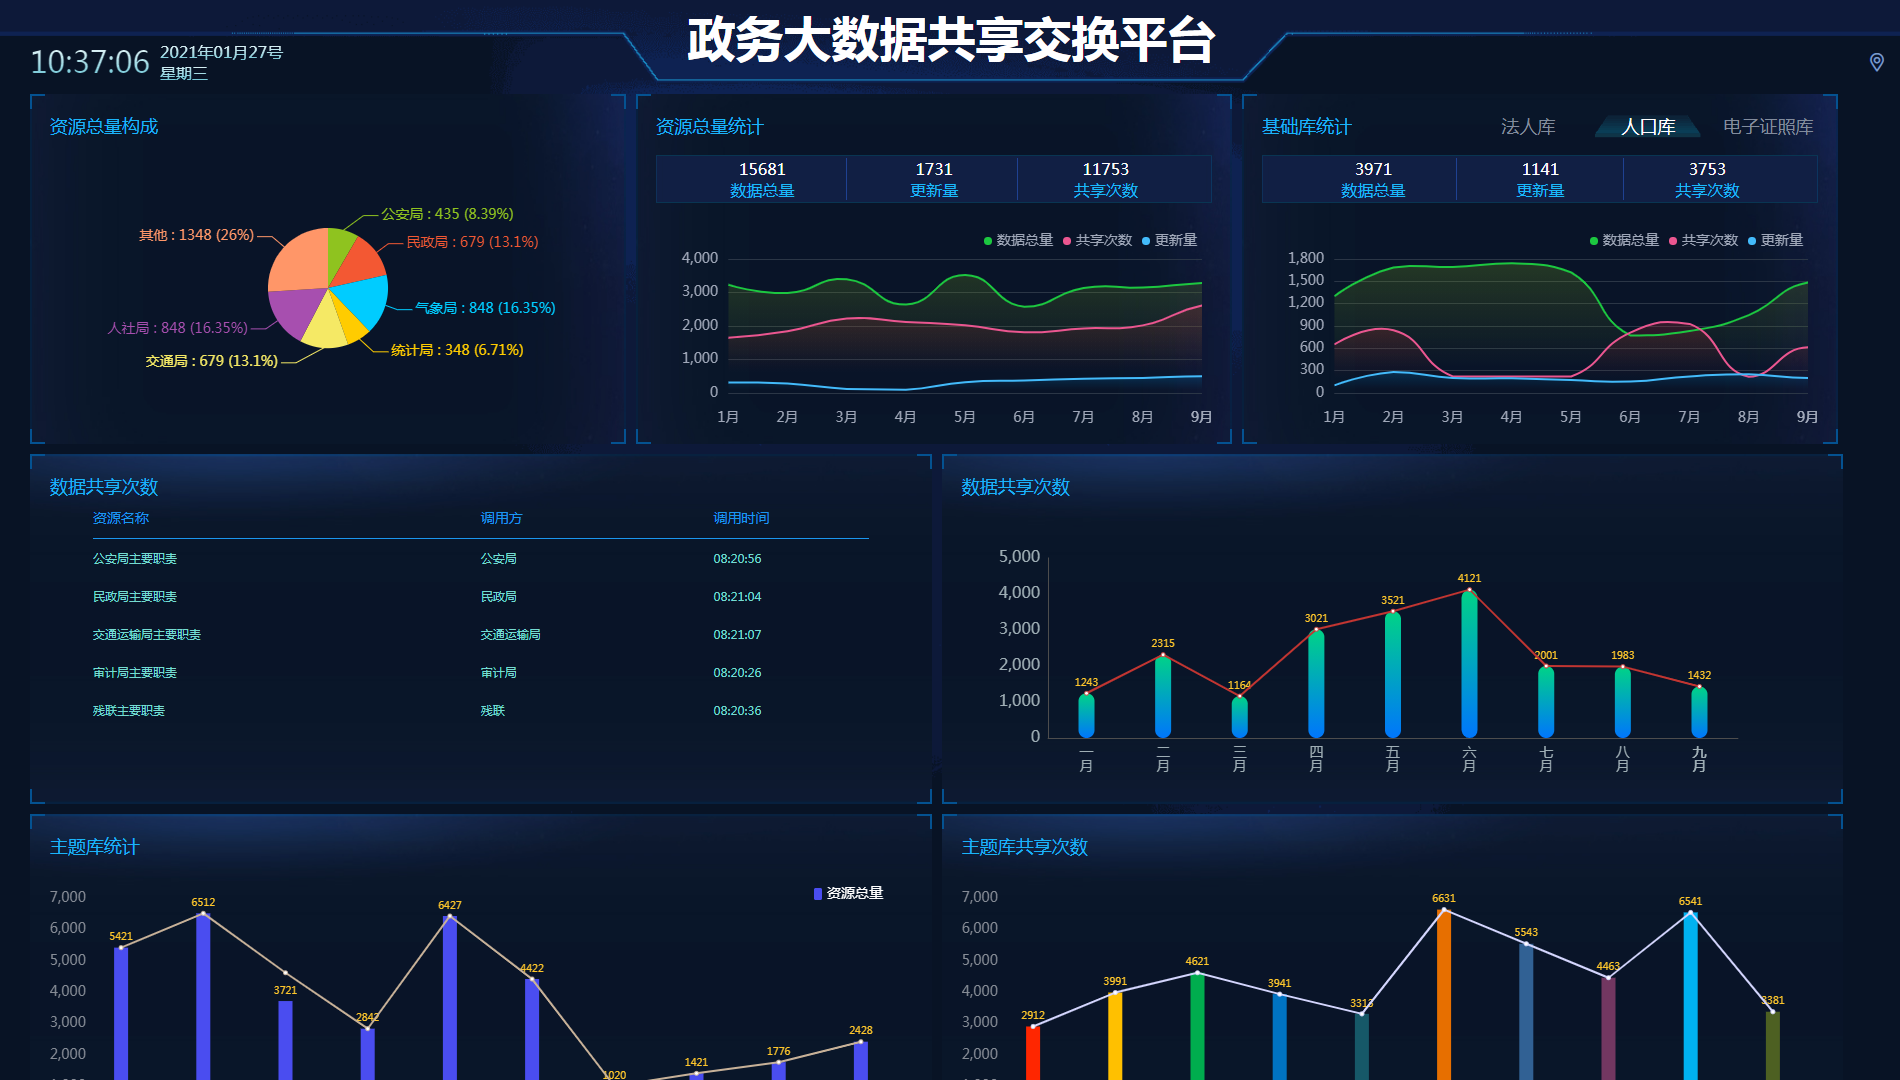 政务大数据共享交换平台
10:37:06
2021年01月27号
星期三
资源总量构成
公安局 : 435 (8.39%)
其他 : 1348 (26%)
民政局 : 679 (13.1%)
气象局 : 848 (16.35%)
人社局 : 848 (16.35%)
统计局 : 348 (6.71%)
交通局 : 679 (13.1%)
资源总量统计
15681 1731 11753
数据总量 更新量 共享次数
数据总量 共享次数 更新量
4,000
3,000
2,000
1,000
0
1月 2月 3月 4月 5月 6月 7月 8月 9月
基础库统计 法人库 人口库 电子证照库
3971 1141 3753
数据总量 更新量 共享次数
数据总量 共享次数 更新量
1,800
1,500
1,200
900
600
300
0
1月 2月 3月 4月 5月 6月 7月 8月 9月
数据共享次数
资源名称 调用方 调用时间
公安局主要职责 公安局 08:20:56
民政局主要职责 民政局 08:21:04
交通运输局主要职责 交通运输局 08:21:07
审计局主要职责 审计局 08:20:26
残联主要职责 残联 08:20:36
数据共享次数
5,000
4,000
3,000
2,000
1,000
0
1243 2315 1164 3021 3521 4121 2001 1983 1432
一月 二月 三月 四月 五月 六月 七月 八月 九月
主题库统计
资源总量
7,000
6,000
5,000
4,000
3,000
2,000
5421 6512 3721 2842 6427 4422 1020 1421 1776 2428
主题库共享次数
7,000
6,000
5,000
4,000
3,000
2,000
2912 3991 4621 3941 3313 6631 5543 4463 6541 3381